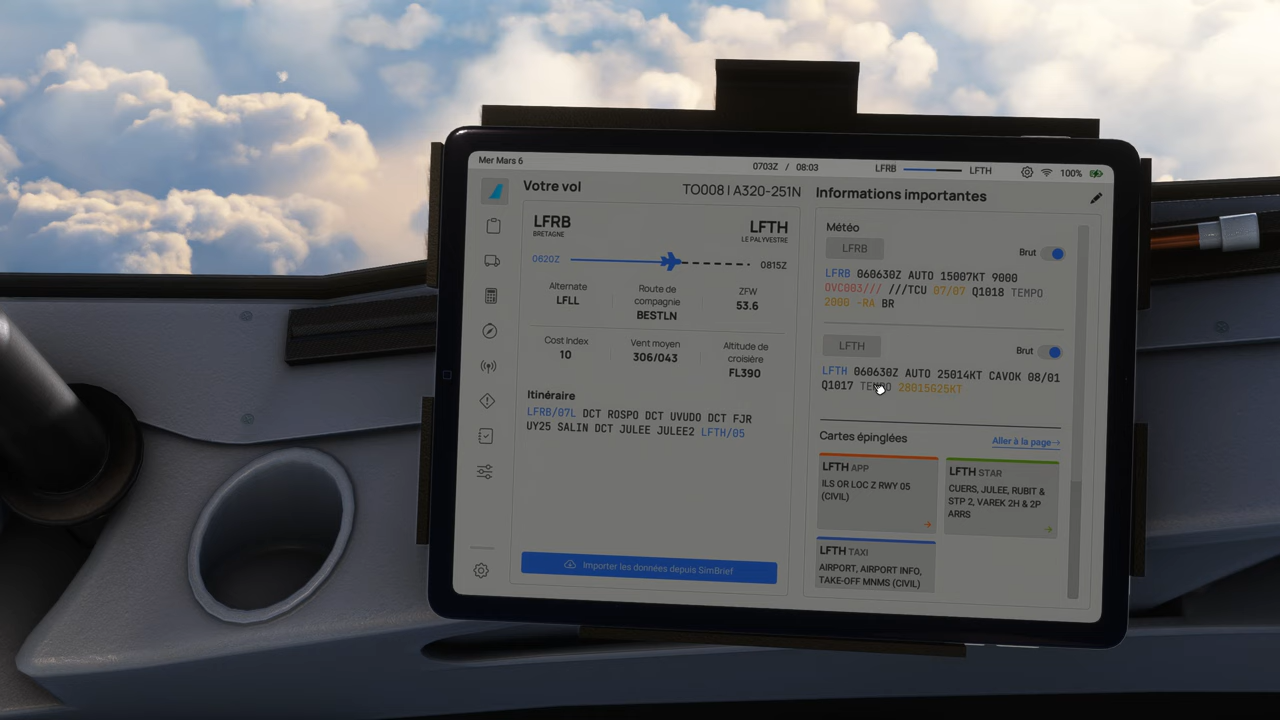 Mer Mars 6
0703Z / 08:03
LFRB LFTH
100%
Votre vol
TO008 | A320-251N
LFRB
BRETAGNE
LFTH
LE PALYVESTRE
0620Z
0815Z
Alternate
LFLL
Route de
compagnie
BESTLN
ZFW
53.6
Cost Index
10
Vent moyen
306/043
Altitude de
croisière
FL390
Itinéraire
LFRB/07L DCT ROSPO DCT UVUDO DCT FJR
UY25 SALIN DCT JULEE JULEE2 LFTH/05
Importer les données depuis SimBrief
Informations importantes
Météo
LFRB
Brut
LFRB 060630Z AUTO 15007KT 9000
OVC003/// ///TCU 07/07 Q1018 TEMPO
2000 -RA BR
LFTH
Brut
LFTH 060630Z AUTO 25014KT CAVOK 08/01
Q1017 TEMPO 28015G25KT
Cartes épinglées
Aller à la page→
LFTH APP
ILS OR LOC Z RWY 05
(CIVIL)
LFTH STAR
CUERS, JULEE, RUBIT &
STP 2, VAREK 2H & 2P
ARRS
LFTH TAXI
AIRPORT, AIRPORT INFO,
TAKE-OFF MNMS (CIVIL)